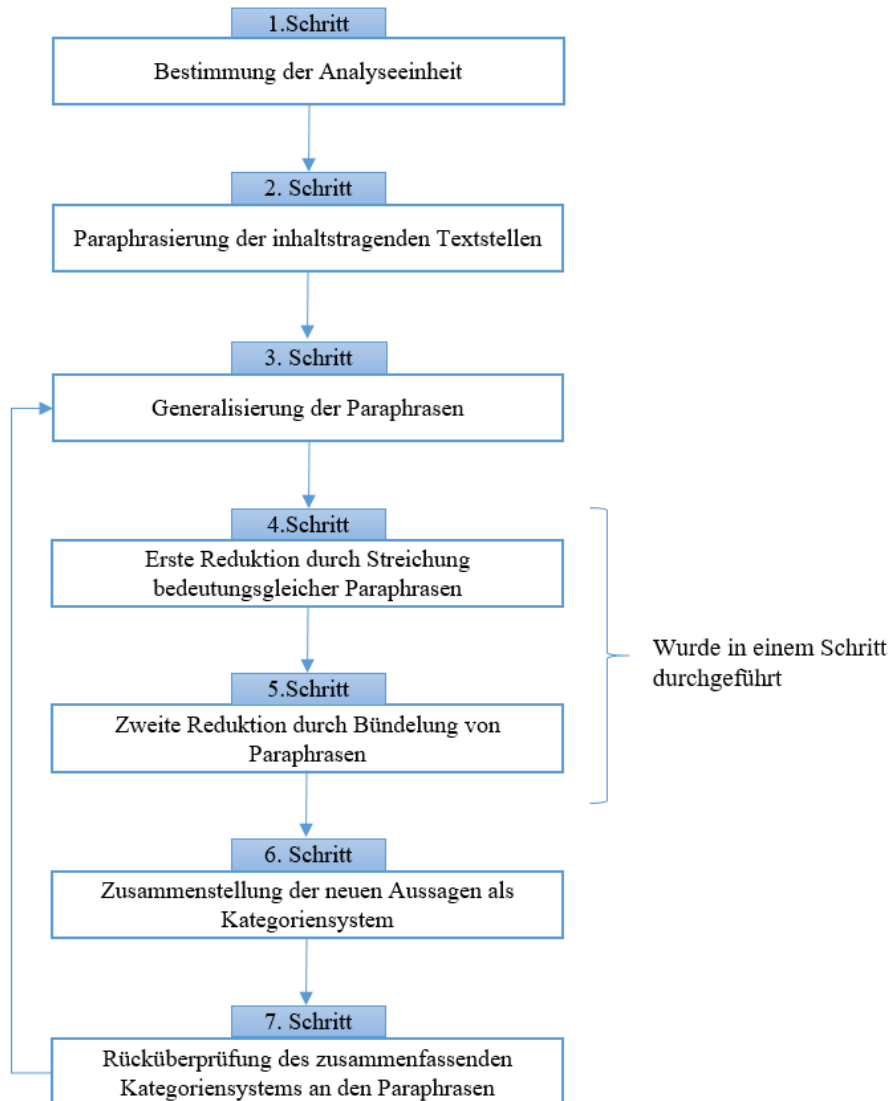 1.Schritt
Bestimmung der Analyseeinheit
2. Schritt
Paraphrasierung der inhaltstragenden Textstellen
3. Schritt
Generalisierung der Paraphrasen
4.Schritt
Erste Reduktion durch Streichung
bedeutungsgleicher Paraphrasen
Wurde in einem Schritt
durchgeführt
5.Schritt
Zweite Reduktion durch Bündelung von
Paraphrasen
6. Schritt
Zusammenstellung der neuen Aussagen als
Kategoriensystem
7. Schritt
Rücküberprüfung des zusammenfassenden
Kategoriensystems an den Paraphrasen